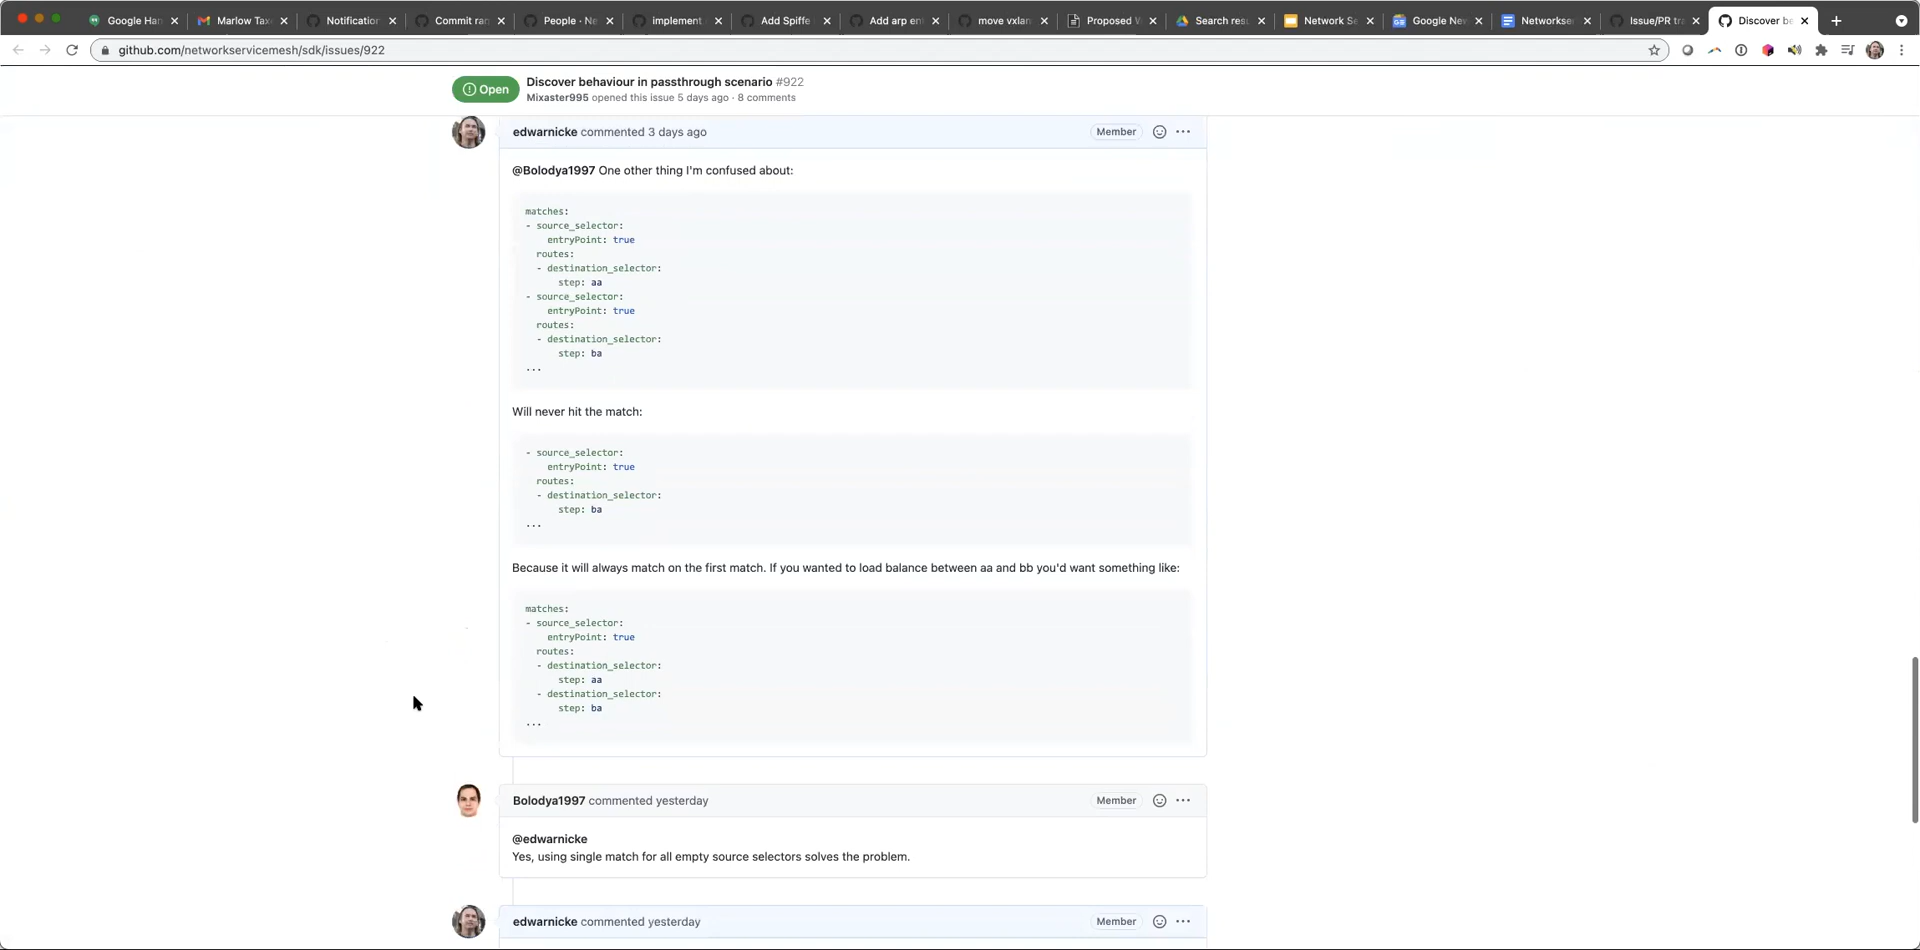 Google Han
Marlow Taxe
Notification
Commit ran
People · Ne
implement
Add Spiffe
Add arp ent
move vxlan
Proposed V
Search resu
Network Se
Google New
Networkser
Issue/PR tra
Discover be
github.com/networkservicemesh/sdk/issues/922
Open
Discover behaviour in passthrough scenario #922
Mixaster995 opened this issue 5 days ago · 8 comments
edwarnicke commented 3 days ago
Member
@Bolodya1997 One other thing I'm confused about:
matches:
- source_selector:
entryPoint: true
routes:
- destination_selector:
step: aa
- source_selector:
entryPoint: true
routes:
- destination_selector:
step: ba
...
Will never hit the match:
- source_selector:
entryPoint: true
routes:
- destination_selector:
step: ba
...
Because it will always match on the first match. If you wanted to load balance between aa and bb you'd want something like:
matches:
- source_selector:
entryPoint: true
routes:
- destination_selector:
step: aa
- destination_selector:
step: ba
...
Bolodya1997 commented yesterday
Member
@edwarnicke
Yes, using single match for all empty source selectors solves the problem.
edwarnicke commented yesterday
Member